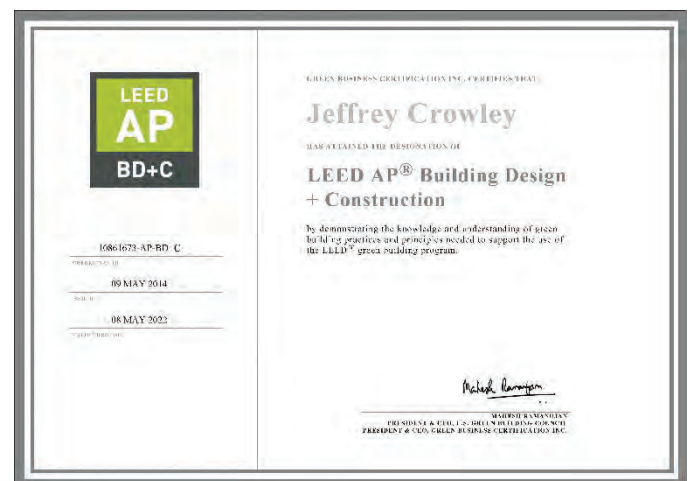 LEED
AP
BD+C
10861673-AP-BD+C
09 MAY 2014
08 MAY 2022
GREEN BUSINESS CERTIFICATION INC. CERTIFIES THAT
Jeffrey Crowley
HAS ATTAINED THE DESIGNATION OF
LEED AP® Building Design
+ Construction
by demonstrating the knowledge and understanding of green
building practices and principles needed to support the use of
the LEED® green building program.
Mahesh Ramanujam
MAHESH RAMANUJAM
PRESIDENT & CEO, U.S. GREEN BUILDING COUNCIL
PRESIDENT & CEO, GREEN BUSINESS CERTIFICATION INC.